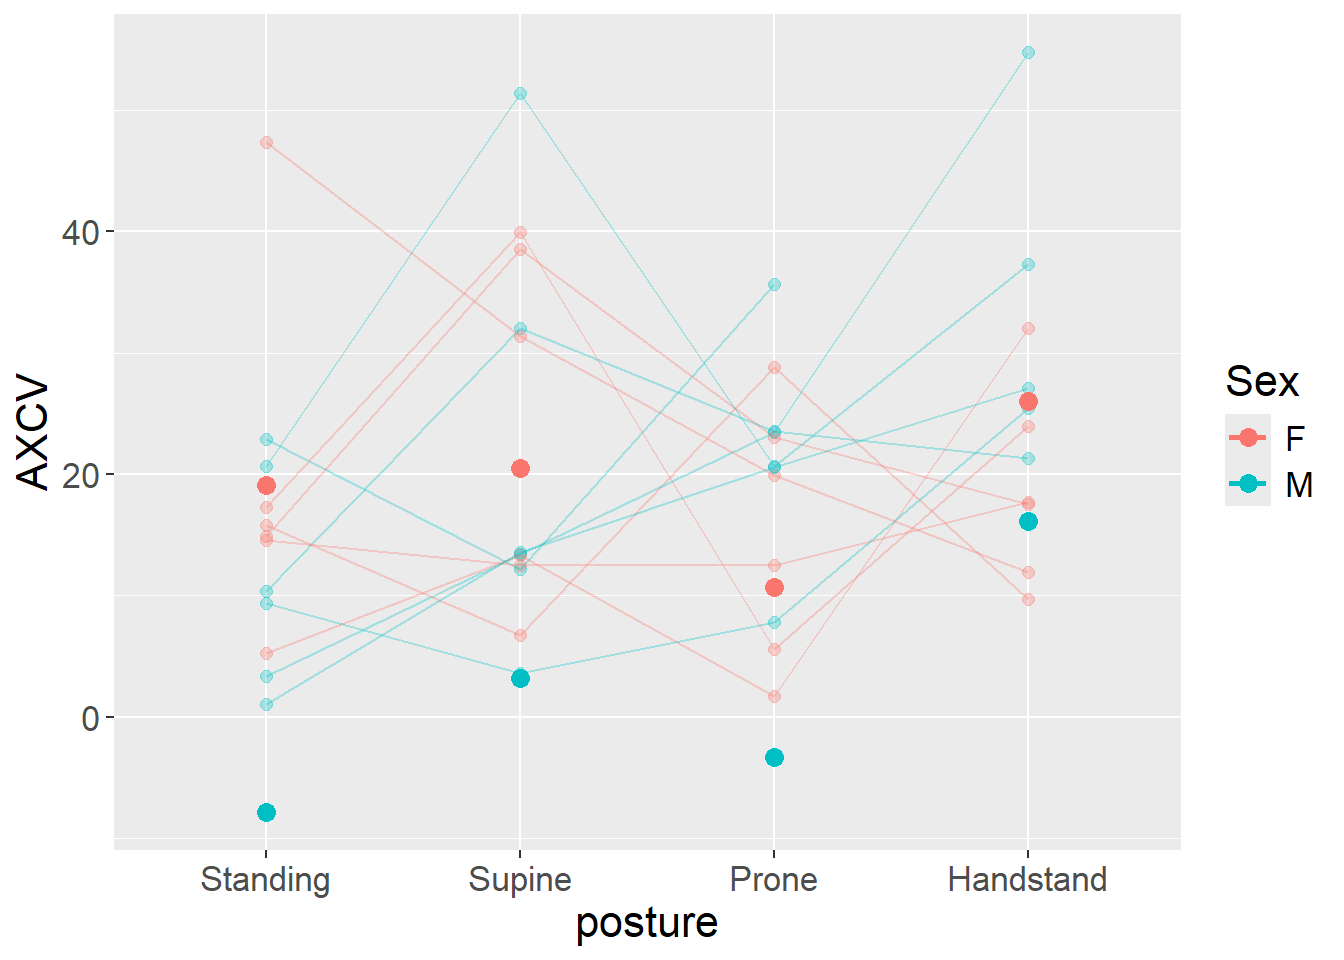 AXCV
40
20
0
Standing
Supine
Prone
Handstand
posture
Sex
F
M